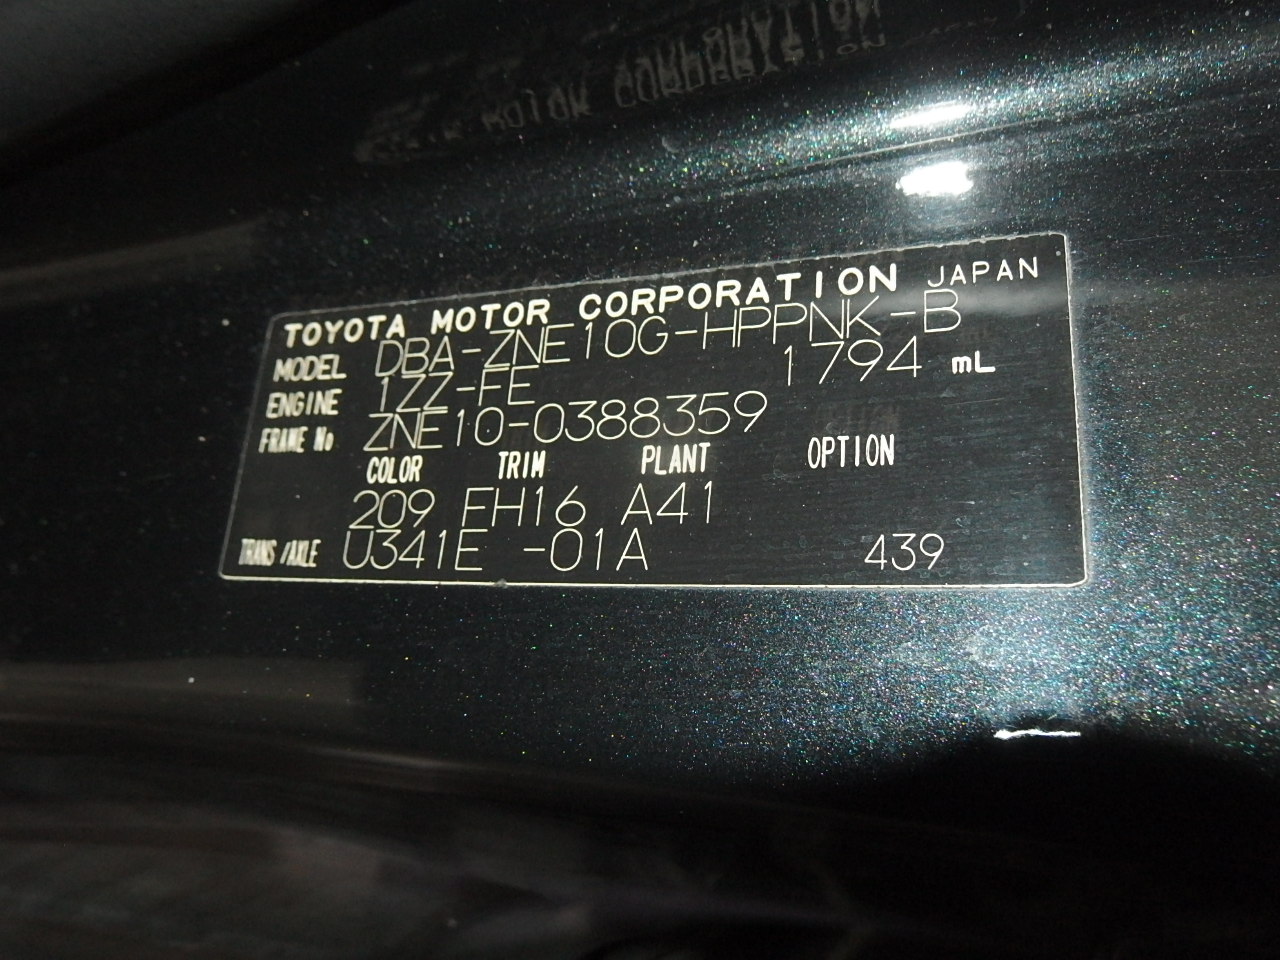 TOYOTA MOTOR CORPORATION JAPAN
MODEL DBA-ZNE10G-HPPNK-B
ENGINE 1ZZ-FE 1794 mL
FRAME No ZNE10-0388359
COLOR TRIM PLANT OPTION
209 FH16 A41
TRANS/AXLE U341E -01A 439